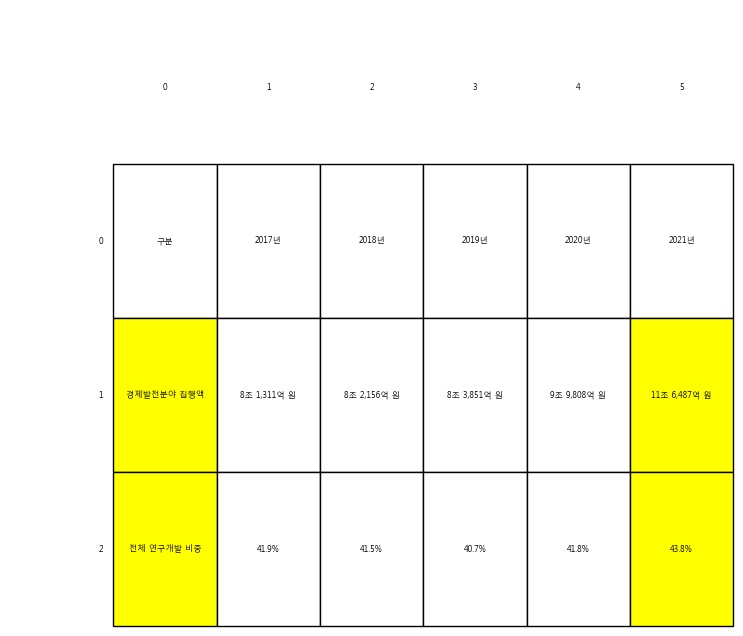 0 1 2 3 4 5
0 구분 2017년 2018년 2019년 2020년 2021년
1 경제발전분야 집행액 8조 1,311억 원 8조 2,156억 원 8조 3,851억 원 9조 9,808억 원 11조 6,487억 원
2 전체 연구개발 비중 41.9% 41.5% 40.7% 41.8% 43.8%